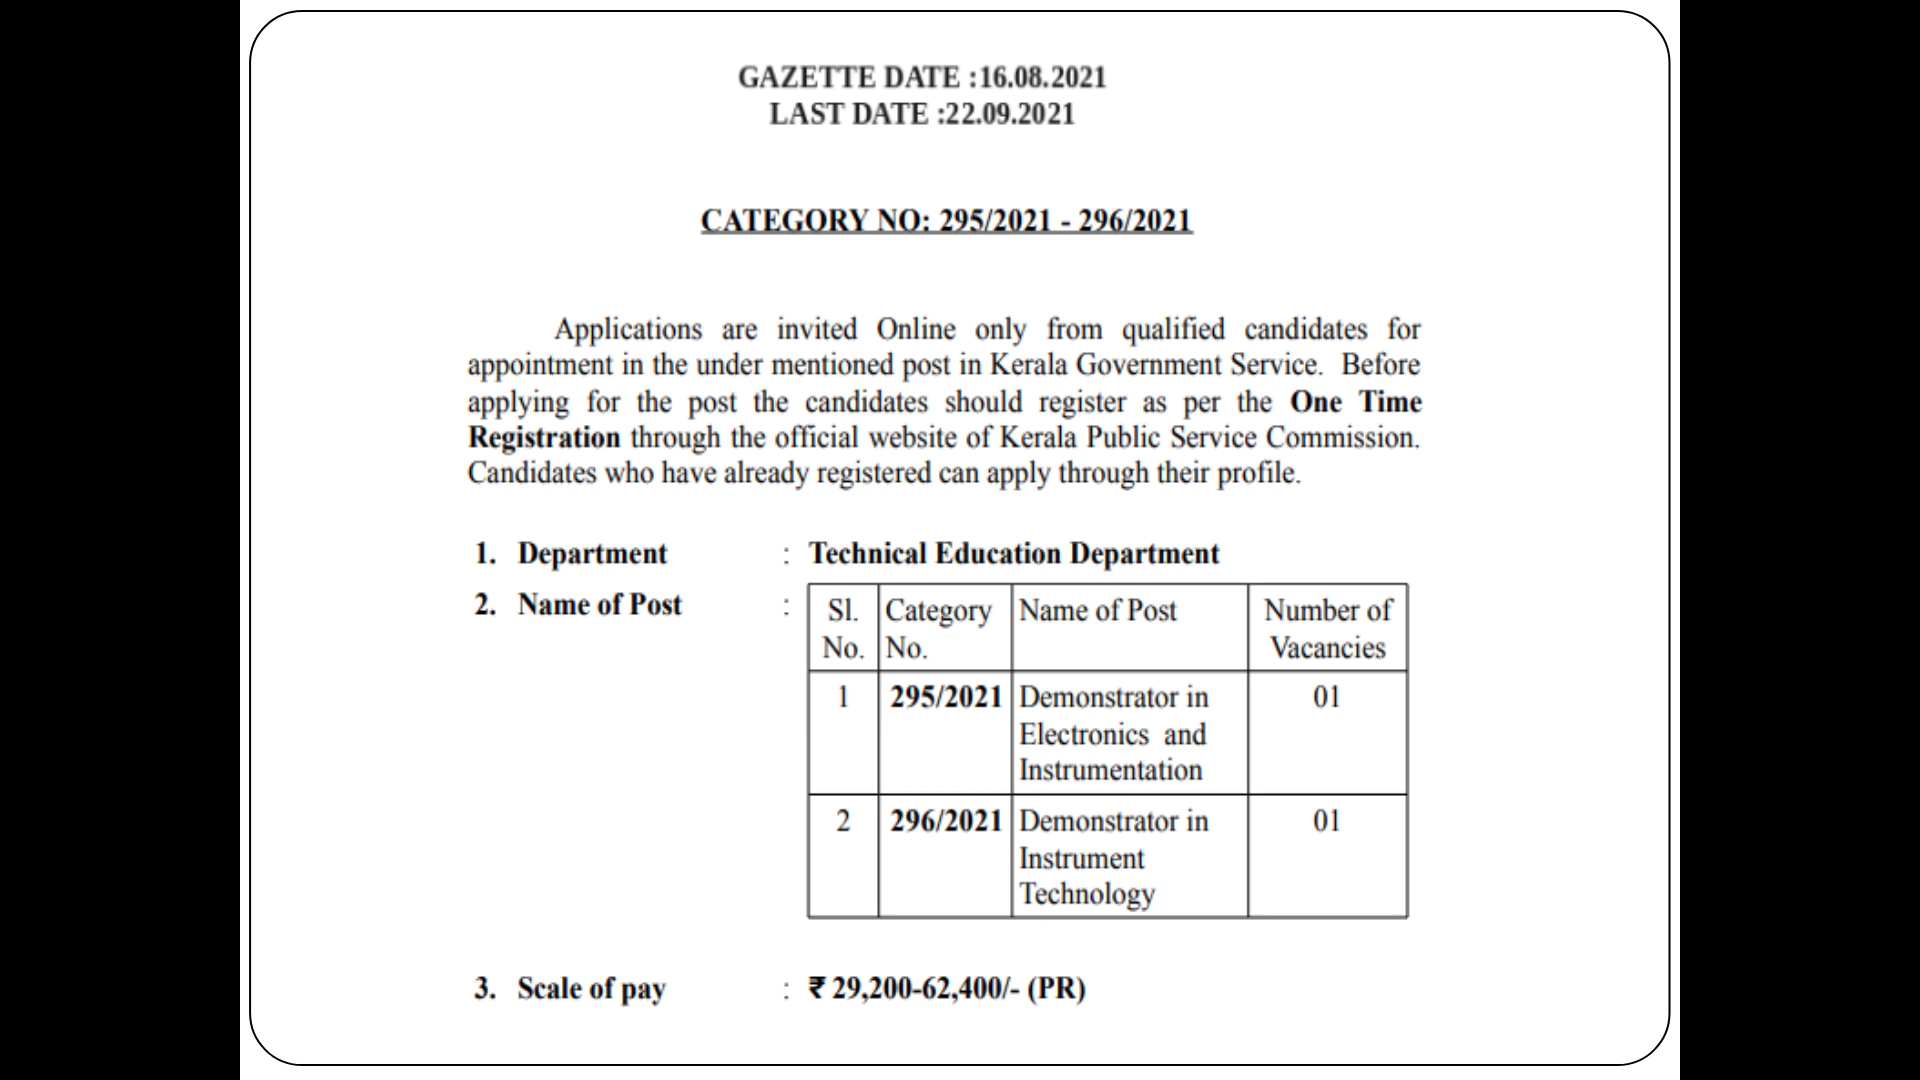 GAZETTE DATE :16.08.2021
LAST DATE :22.09.2021
CATEGORY NO: 295/2021 - 296/2021
Applications are invited Online only from qualified candidates for
appointment in the under mentioned post in Kerala Government Service. Before
applying for the post the candidates should register as per the One Time
Registration through the official website of Kerala Public Service Commission.
Candidates who have already registered can apply through their profile.
1. Department : Technical Education Department
2. Name of Post :
Sl. No. Category No. Name of Post Number of Vacancies
1 295/2021 Demonstrator in Electronics and Instrumentation 01
2 296/2021 Demonstrator in Instrument Technology 01
3. Scale of pay : ₹ 29,200-62,400/- (PR)